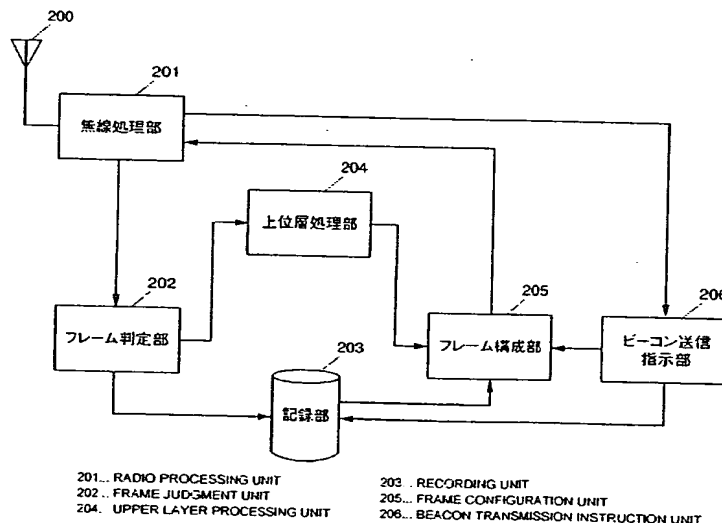 200
201
無線処理部
204
上位層処理部
202
フレーム判定部
205
フレーム構成部
206
ビーコン送信
指示部
203
記録部
201... RADIO PROCESSING UNIT
202... FRAME JUDGMENT UNIT
204... UPPER LAYER PROCESSING UNIT
203... RECORDING UNIT
205... FRAME CONFIGURATION UNIT
206... BEACON TRANSMISSION INSTRUCTION UNIT